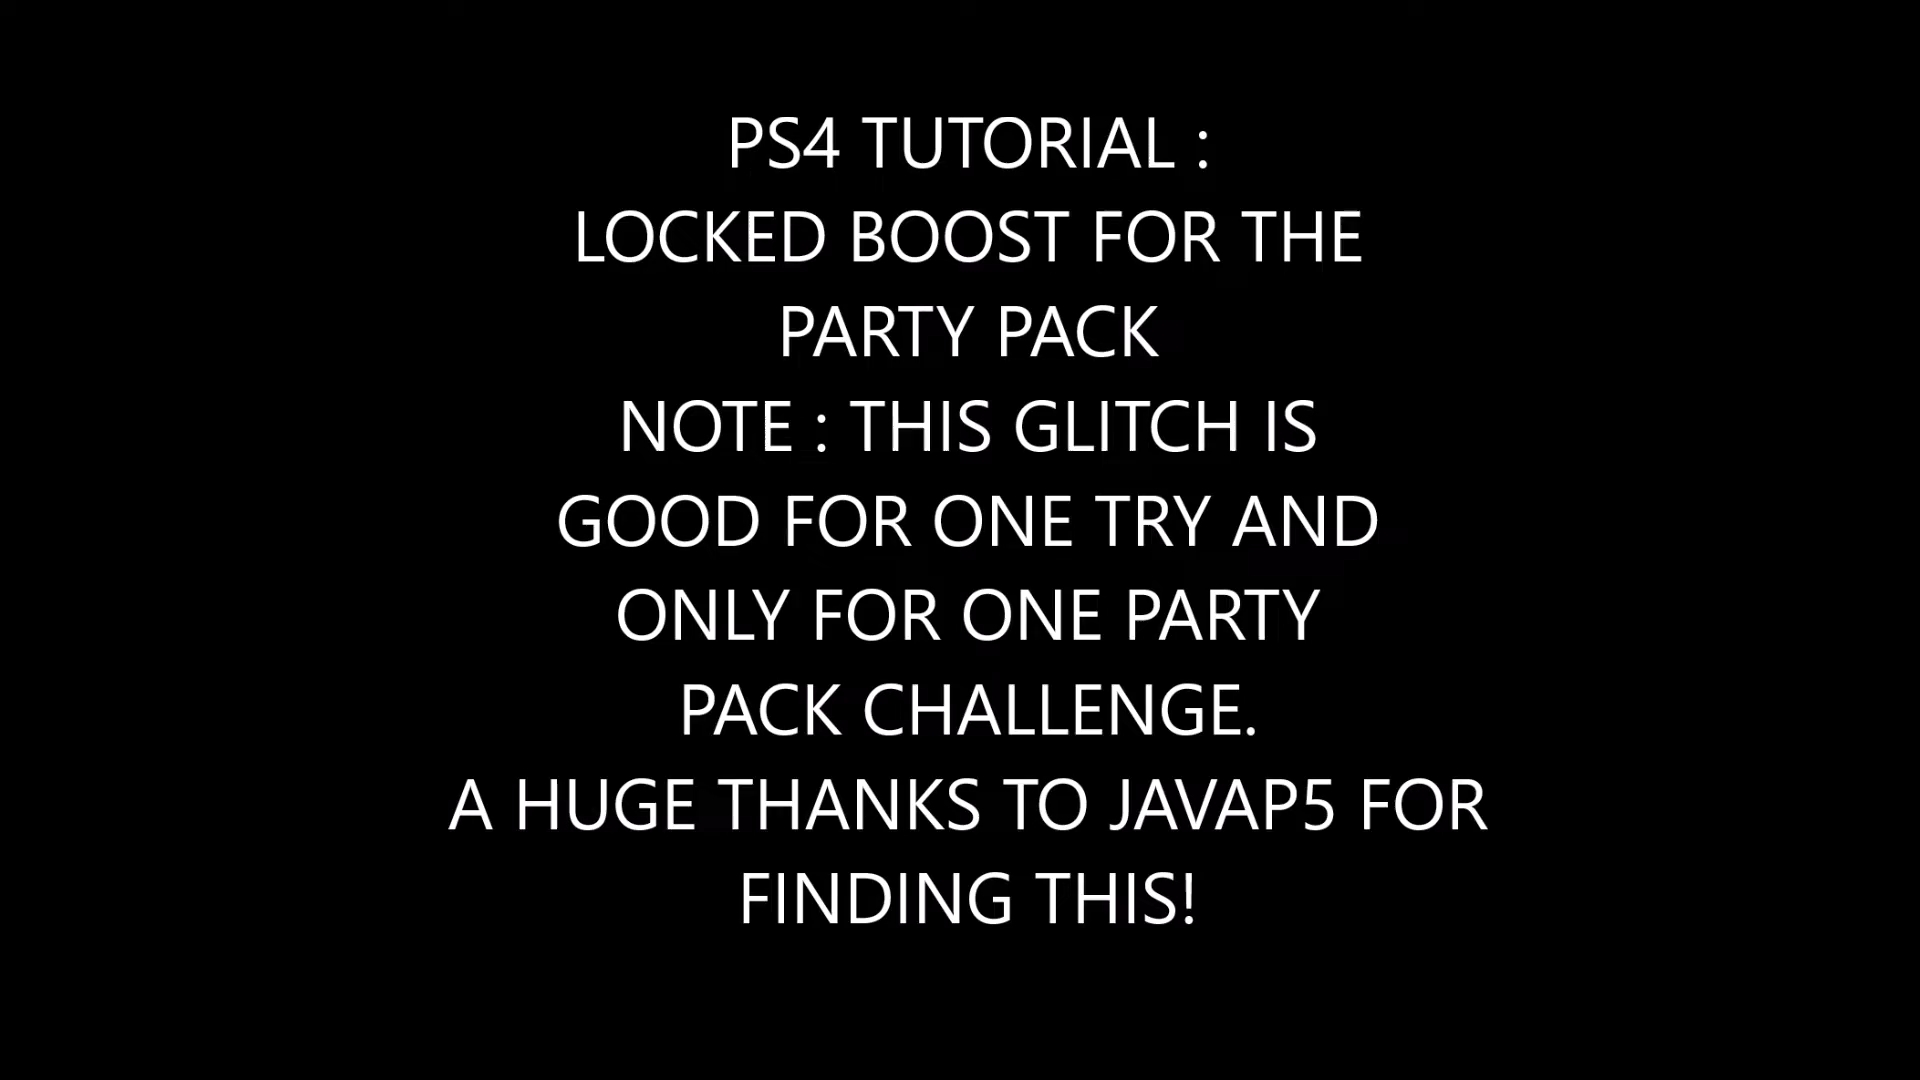 PS4 TUTORIAL :
LOCKED BOOST FOR THE
PARTY PACK
NOTE : THIS GLITCH IS
GOOD FOR ONE TRY AND
ONLY FOR ONE PARTY
PACK CHALLENGE.
A HUGE THANKS TO JAVAP5 FOR
FINDING THIS!